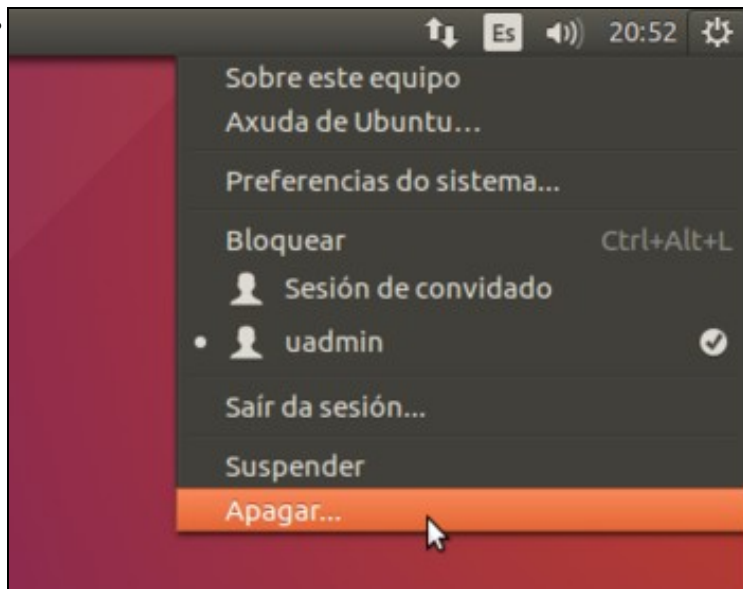 Es 20:52
Sobre este equipo
Axuda de Ubuntu...
Preferencias do sistema...
Bloquear Ctrl+Alt+L
Sesión de convidado
uadmin
Saír da sesión...
Suspender
Apagar...